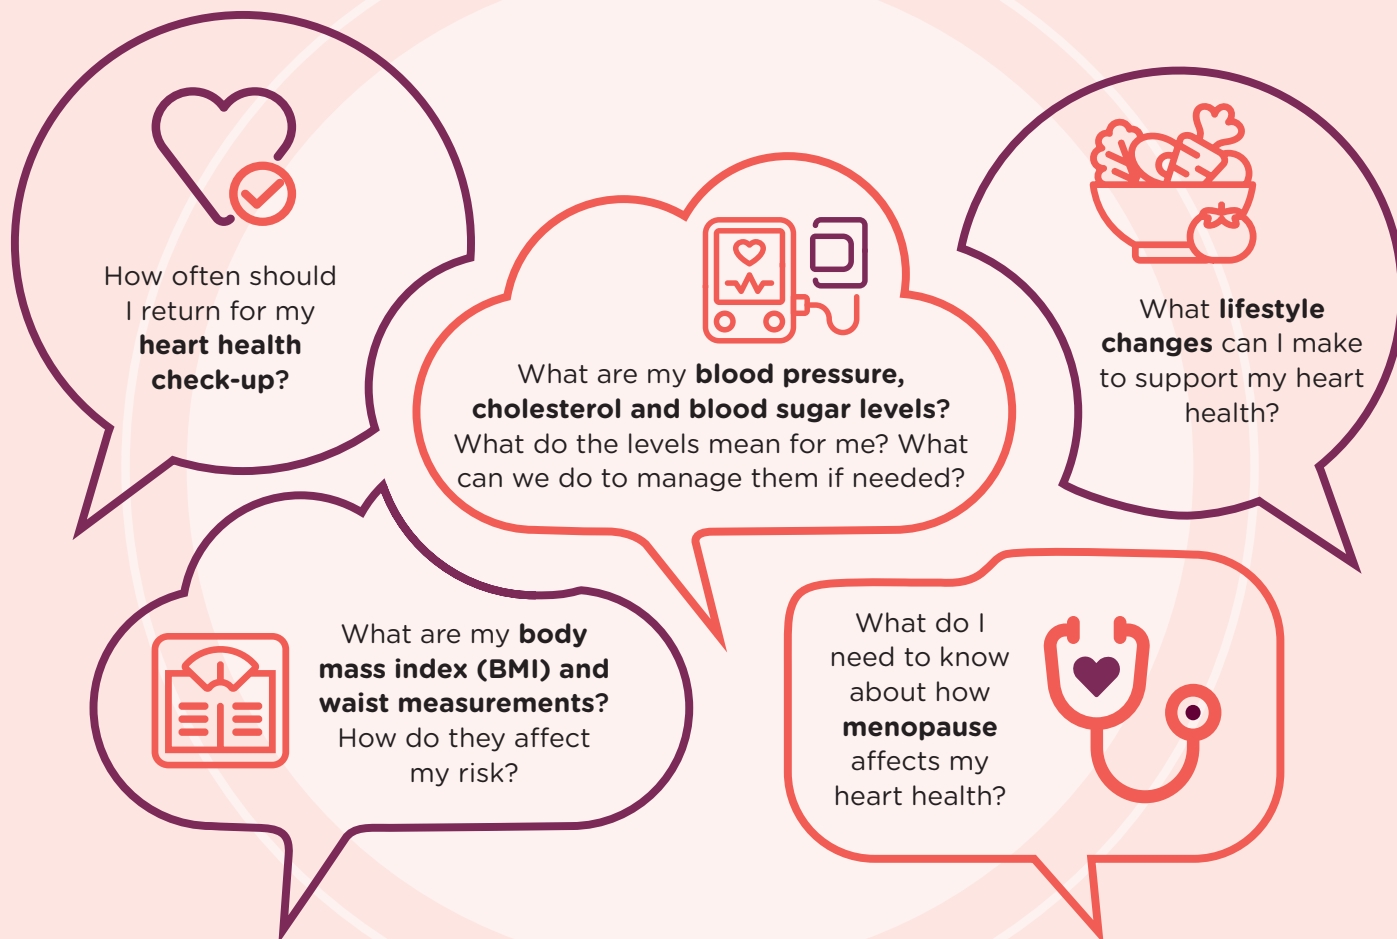 How often should
I return for my
heart health
check-up?
What are my blood pressure,
cholesterol and blood sugar levels?
What do the levels mean for me? What
can we do to manage them if needed?
What lifestyle
changes can I make
to support my heart
health?
What are my body
mass index (BMI) and
waist measurements?
How do they affect
my risk?
What do I
need to know
about how
menopause
affects my
heart health?